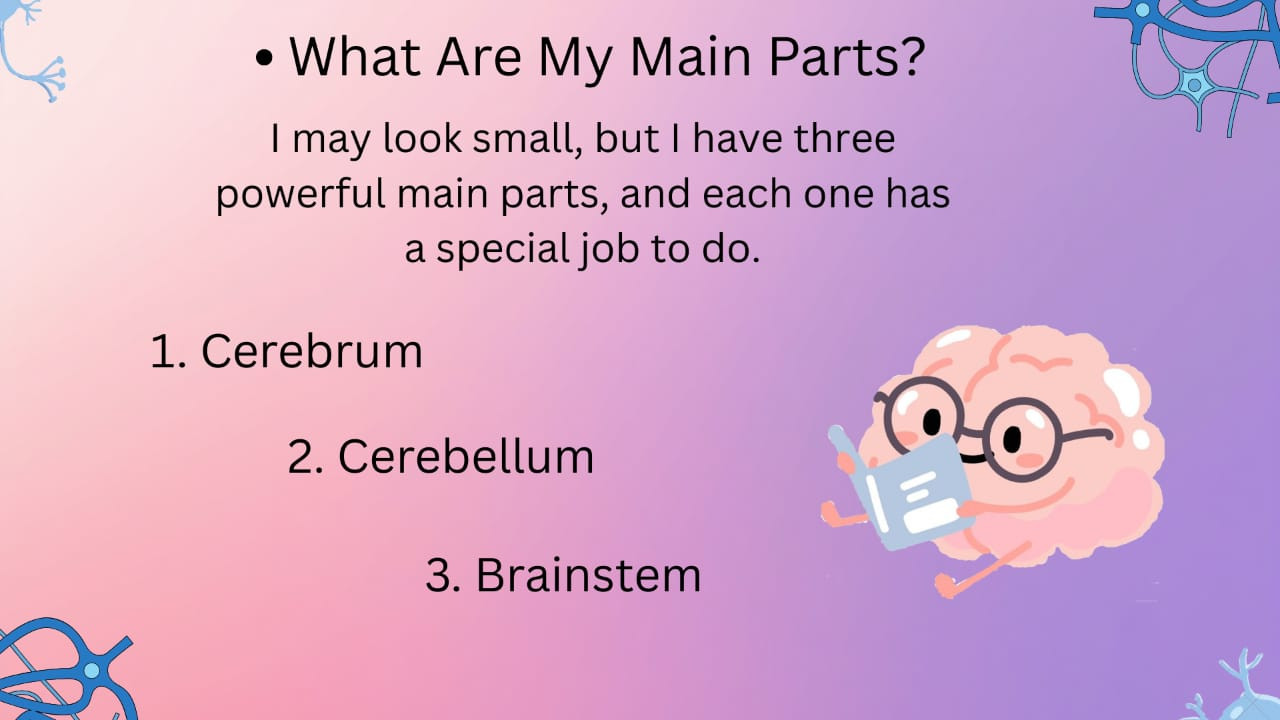 • What Are My Main Parts?
I may look small, but I have three
powerful main parts, and each one has
a special job to do.
1. Cerebrum
2. Cerebellum
3. Brainstem